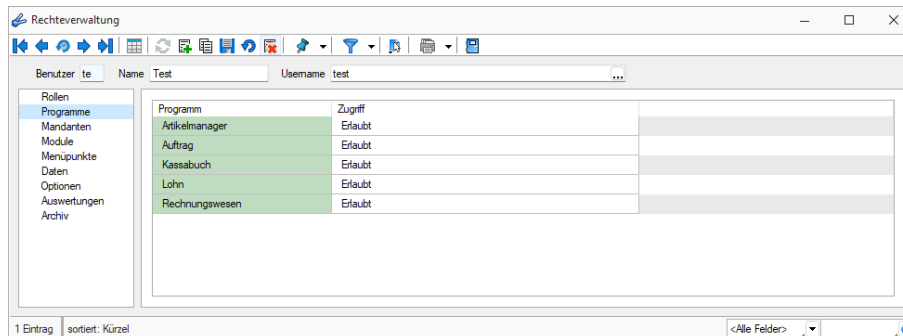 Rechteverwaltung
Benutzer te Name Test Username test ...
Rollen
Programme
Mandanten
Module
Menüpunkte
Daten
Optionen
Auswertungen
Archiv
Programm Zugriff
Artikelmanager Erlaubt
Auftrag Erlaubt
Kassabuch Erlaubt
Lohn Erlaubt
Rechnungswesen Erlaubt
1 Eintrag sortiert: Kürzel <Alle Felder>